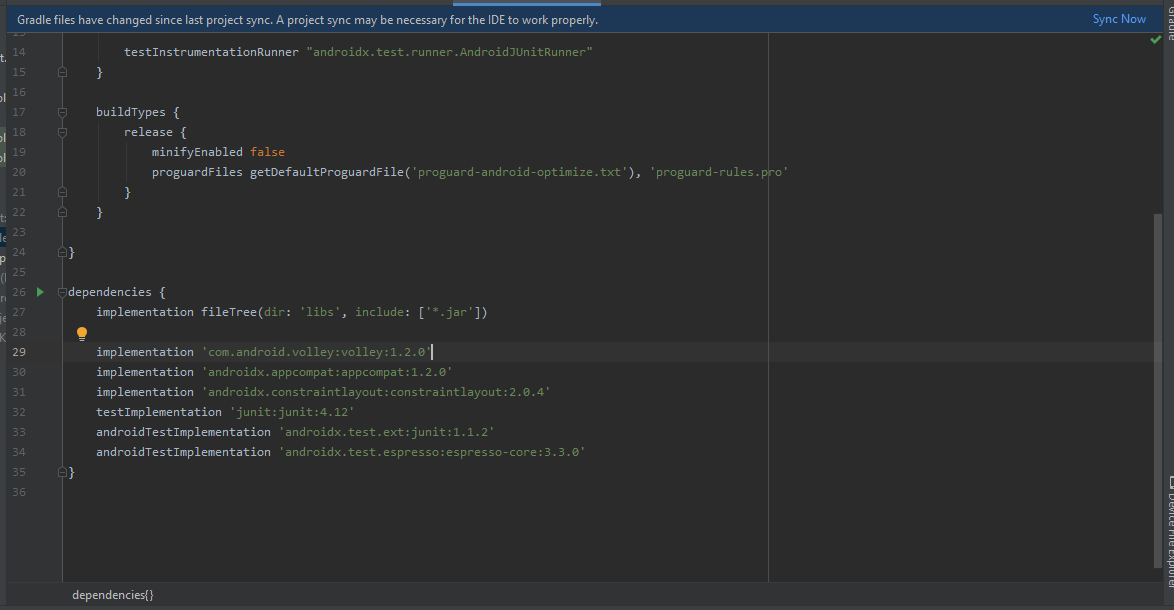 Gradle files have changed since last project sync. A project sync may be necessary for the IDE to work properly.
Sync Now
Gradle
14 testInstrumentationRunner "androidx.test.runner.AndroidJUnitRunner"
15 }
16
17 buildTypes {
18 release {
19 minifyEnabled false
20 proguardFiles getDefaultProguardFile('proguard-android-optimize.txt'), 'proguard-rules.pro'
21 }
22 }
23
24 }
25
26 dependencies {
27 implementation fileTree(dir: 'libs', include: ['*.jar'])
28
29 implementation 'com.android.volley:volley:1.2.0'
30 implementation 'androidx.appcompat:appcompat:1.2.0'
31 implementation 'androidx.constraintlayout:constraintlayout:2.0.4'
32 testImplementation 'junit:junit:4.12'
33 androidTestImplementation 'androidx.test.ext:junit:1.1.2'
34 androidTestImplementation 'androidx.test.espresso:espresso-core:3.3.0'
35 }
36
Device File Explorer
dependencies{}